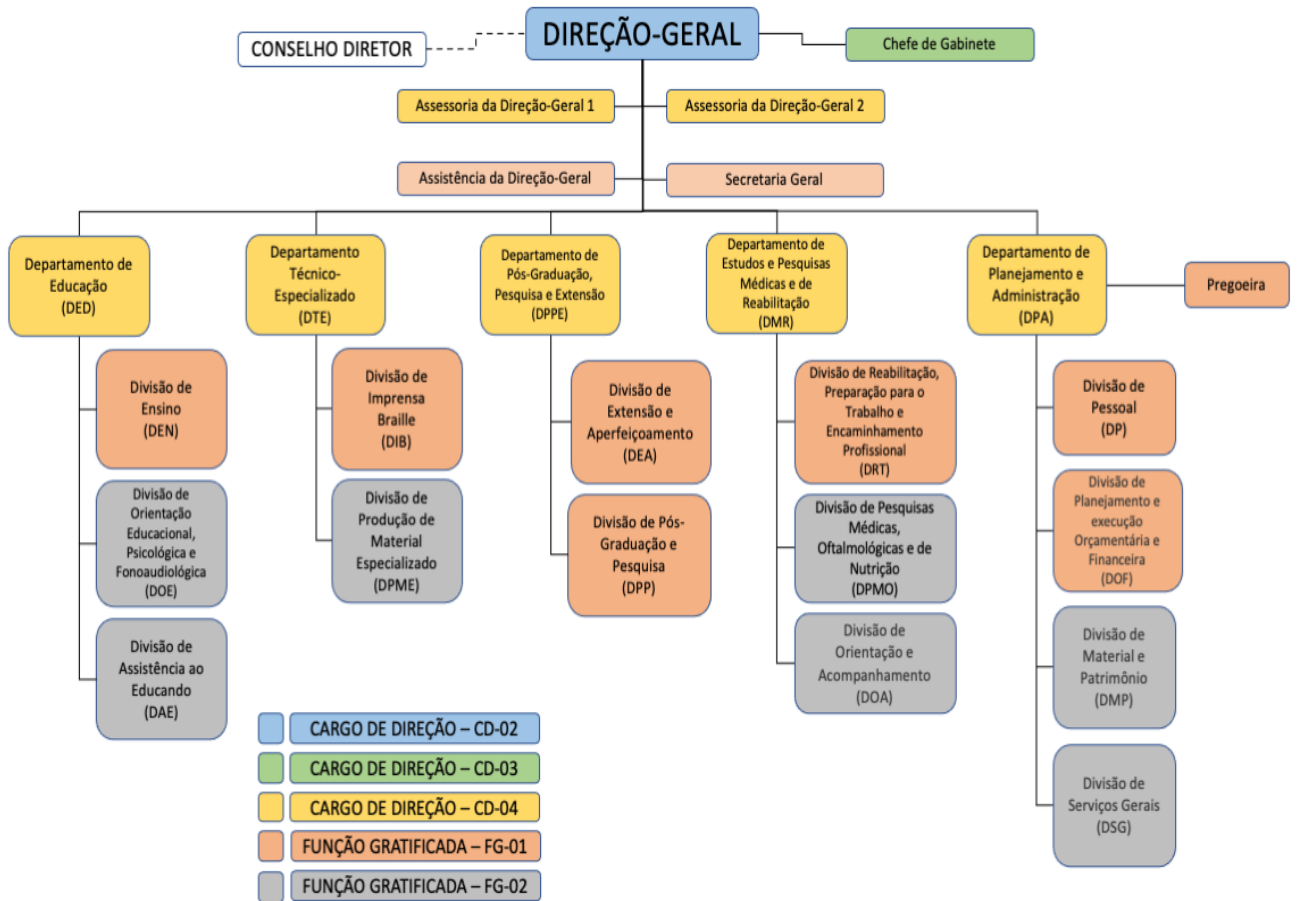 DIREÇÃO-GERAL
CONSELHO DIRETOR
Chefe de Gabinete
Assessoria da Direção-Geral 1
Assessoria da Direção-Geral 2
Assistência da Direção-Geral
Secretaria Geral
Departamento de
Educação
(DED)
Departamento
Técnico-
Especializado
(DTE)
Departamento de
Pós-Graduação,
Pesquisa e Extensão
(DPPE)
Departamento de
Estudos e Pesquisas
Médicas e de
Reabilitação
(DMR)
Departamento de
Planejamento e
Administração
(DPA)
Pregoeira
Divisão de
Ensino
(DEN)
Divisão de
Orientação
Educacional,
Psicológica e
Fonoaudiológica
(DOE)
Divisão de
Assistência ao
Educando
(DAE)
Divisão de
Imprensa
Braille
(DIB)
Divisão de
Produção de
Material
Especializado
(DPME)
Divisão de
Extensão e
Aperfeiçoamento
(DEA)
Divisão de Pós-
Graduação e
Pesquisa
(DPP)
Divisão de Reabilitação,
Preparação para o
Trabalho e
Encaminhamento
Profissional
(DRT)
Divisão de Pesquisas
Médicas,
Oftalmológicas e de
Nutrição
(DPMO)
Divisão de
Orientação e
Acompanhamento
(DOA)
Divisão de
Pessoal
(DP)
Divisão de
Planejamento e
execução
Orçamentária e
Financeira
(DOF)
Divisão de
Material e
Patrimônio
(DMP)
Divisão de
Serviços Gerais
(DSG)
CARGO DE DIREÇÃO – CD-02
CARGO DE DIREÇÃO – CD-03
CARGO DE DIREÇÃO – CD-04
FUNÇÃO GRATIFICADA – FG-01
FUNÇÃO GRATIFICADA – FG-02